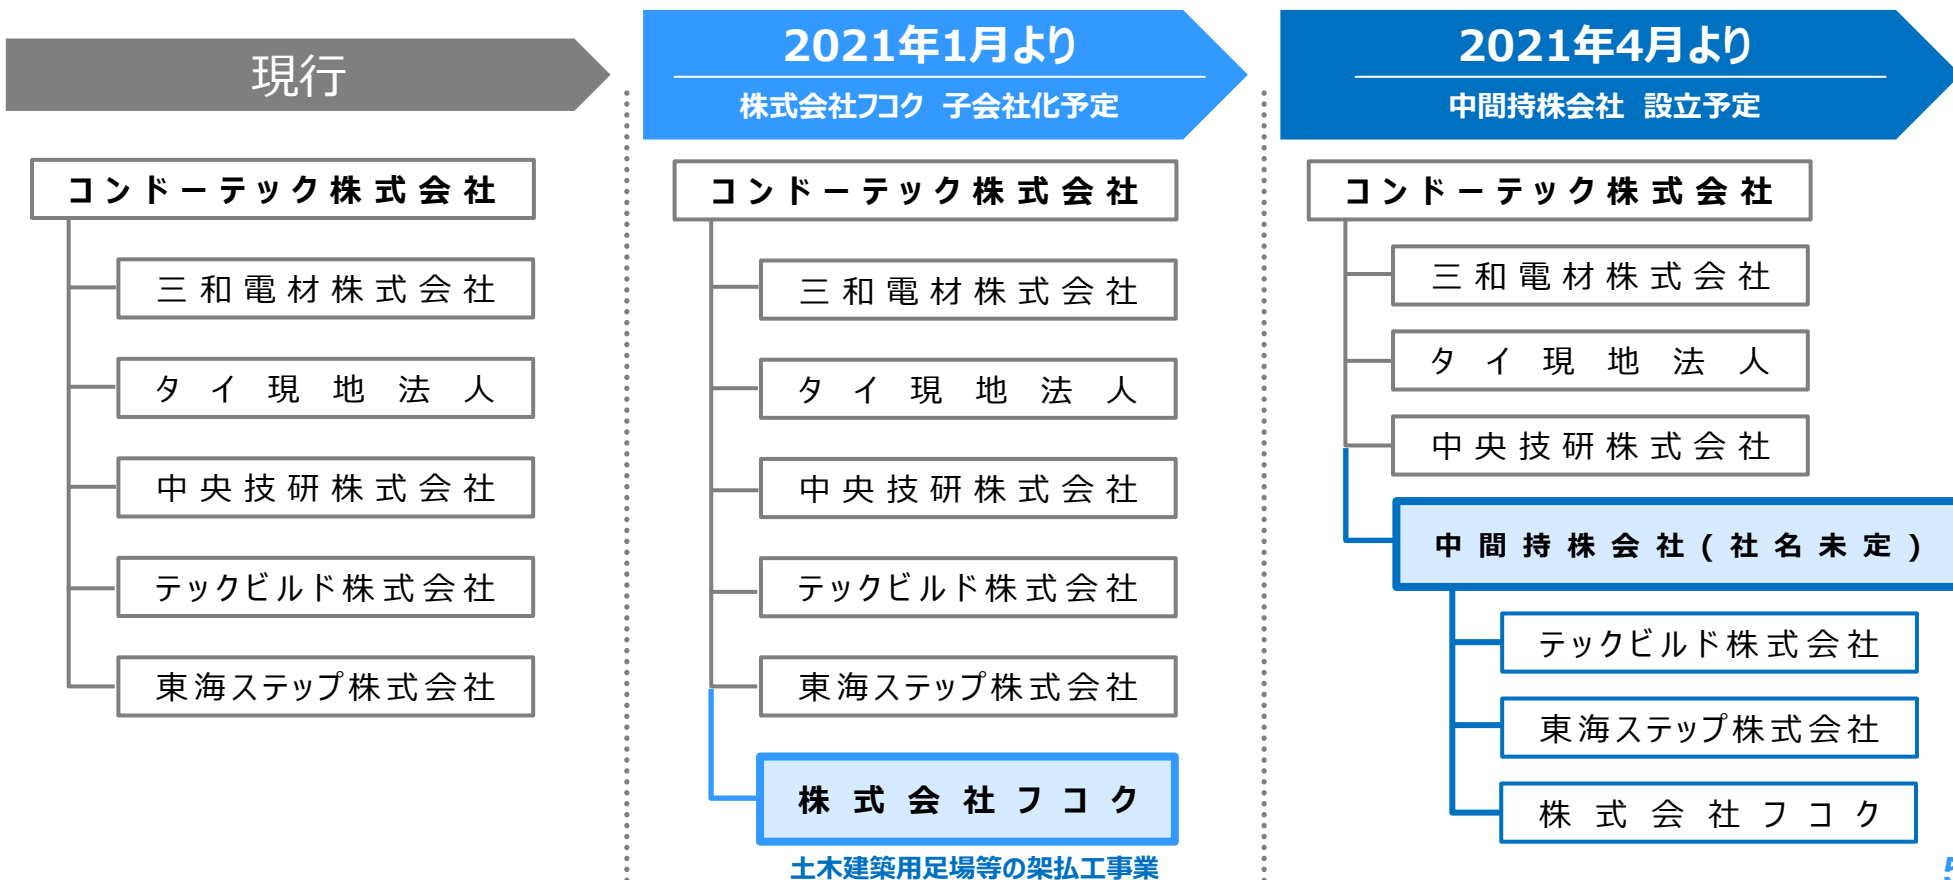 現行
コンドーテック株式会社
三和電材株式会社
タイ現地法人
中央技研株式会社
テックビルド株式会社
東海ステップ株式会社
2021年1月より
株式会社フコク 子会社化予定
コンドーテック株式会社
三和電材株式会社
タイ現地法人
中央技研株式会社
テックビルド株式会社
東海ステップ株式会社
株式会社フコク
土木建築用足場等の架払工事業
2021年4月より
中間持株会社 設立予定
コンドーテック株式会社
三和電材株式会社
タイ現地法人
中央技研株式会社
中間持株会社(社名未定)
テックビルド株式会社
東海ステップ株式会社
株式会社フコク